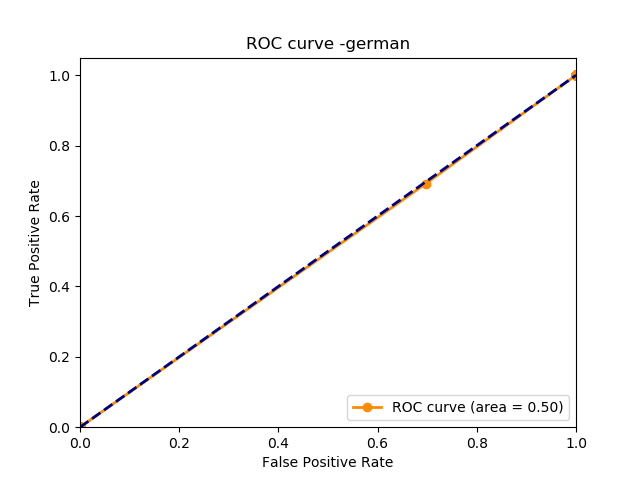 ROC curve -german
True Positive Rate
1.0
0.8
0.6
0.4
0.2
0.0
ROC curve (area = 0.50)
0.0 0.2 0.4 0.6 0.8 1.0
False Positive Rate